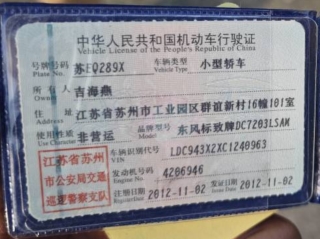 中华人民共和国机动车行驶证
Vehicle License of the People's Republic of China
号牌号码 苏EQ289X 车辆类型 小型轿车
Plate No. Vehicle Type
所有人 吉海燕
Owner
住址 江苏省苏州市工业园区群谊新村16幢101室
Address
使用性质 非营运 品牌型号 东风标致牌DC7203LSAM
Use Character Model
江苏省苏州
市公安局交通
巡逻警察支队
车辆识别代号 LDC943X2XC1240963
VIN
发动机号码 4206946
Engine No.
注册日期 2012-11-02 发证日期 2012-11-02
Register Date Issue Date